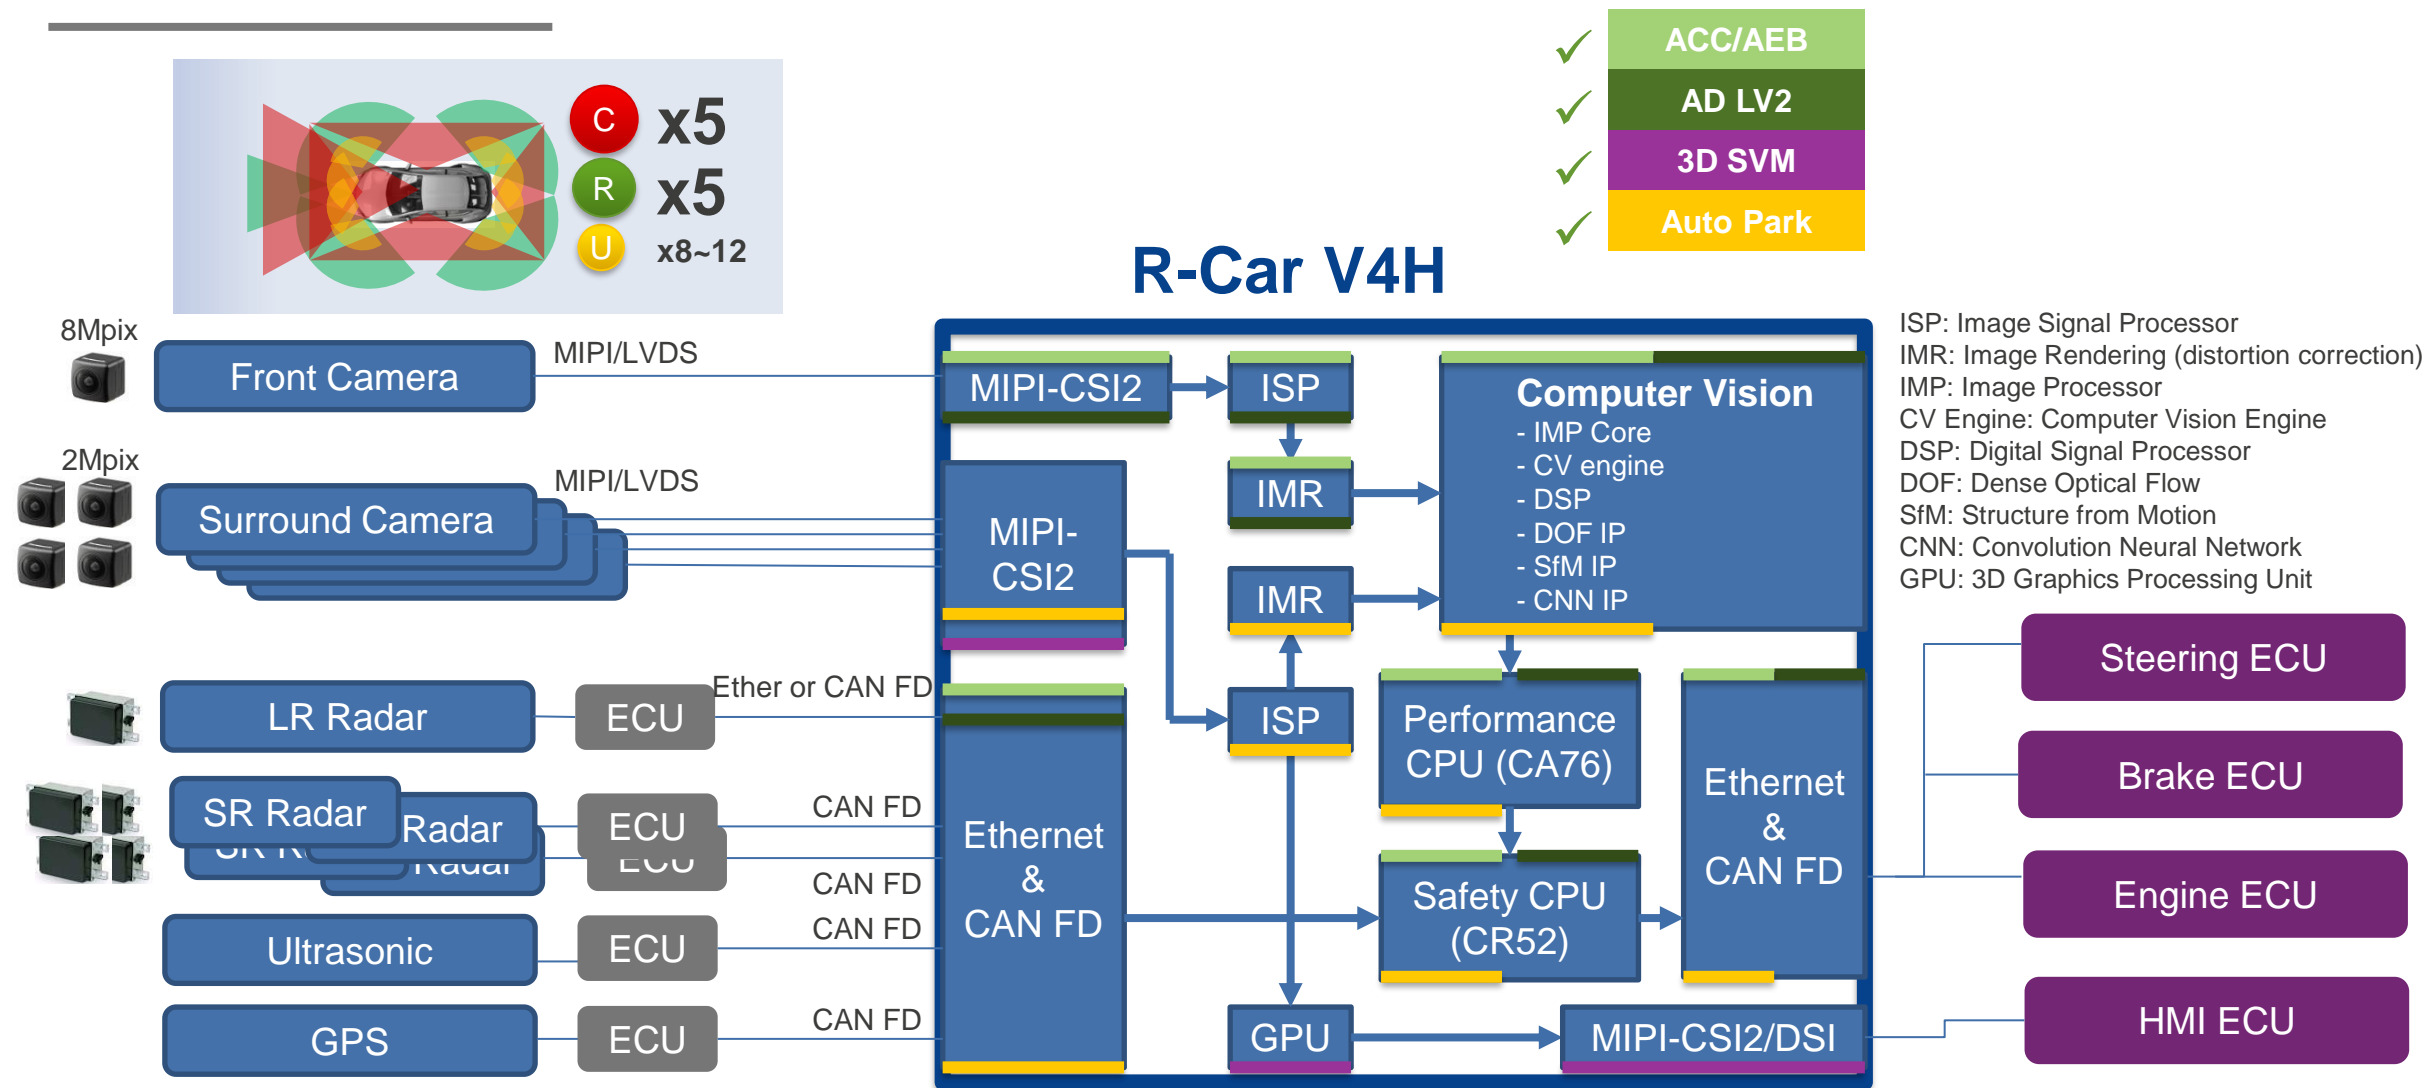 ACC/AEB
AD LV2
3D SVM
Auto Park
C x5
R x5
U x8~12
R-Car V4H
8Mpix
Front Camera
MIPI/LVDS
2Mpix
Surround Camera
MIPI/LVDS
LR Radar
ECU
Ether or CAN FD
SR Radar
Radar
SR R
Radar
ECU
ECU
CAN FD
CAN FD
Ultrasonic
ECU
CAN FD
GPS
ECU
CAN FD
MIPI-CSI2
ISP
IMR
MIPI-
CSI2
IMR
ISP
Computer Vision
- IMP Core
- CV engine
- DSP
- DOF IP
- SfM IP
- CNN IP
Performance
CPU (CA76)
Ethernet
&
CAN FD
Safety CPU
(CR52)
Ethernet
&
CAN FD
GPU
MIPI-CSI2/DSI
ISP: Image Signal Processor
IMR: Image Rendering (distortion correction)
IMP: Image Processor
CV Engine: Computer Vision Engine
DSP: Digital Signal Processor
DOF: Dense Optical Flow
SfM: Structure from Motion
CNN: Convolution Neural Network
GPU: 3D Graphics Processing Unit
Steering ECU
Brake ECU
Engine ECU
HMI ECU